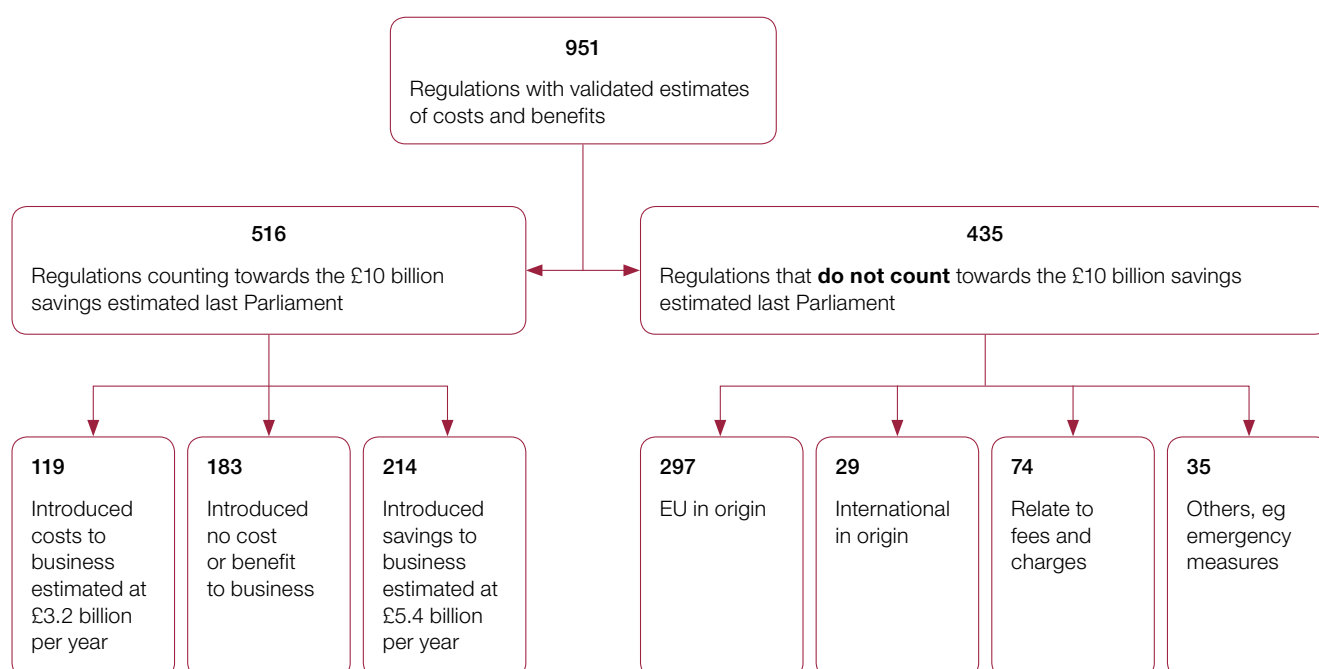 951
Regulations with validated estimates
of costs and benefits
516
Regulations counting towards the £10 billion
savings estimated last Parliament
435
Regulations that do not count towards the £10 billion savings
estimated last Parliament
119
Introduced
costs to
business
estimated at
£3.2 billion
per year
183
Introduced
no cost
or benefit
to business
214
Introduced
savings to
business
estimated at
£5.4 billion
per year
297
EU in origin
29
International
in origin
74
Relate to
fees and
charges
35
Others, eg
emergency
measures